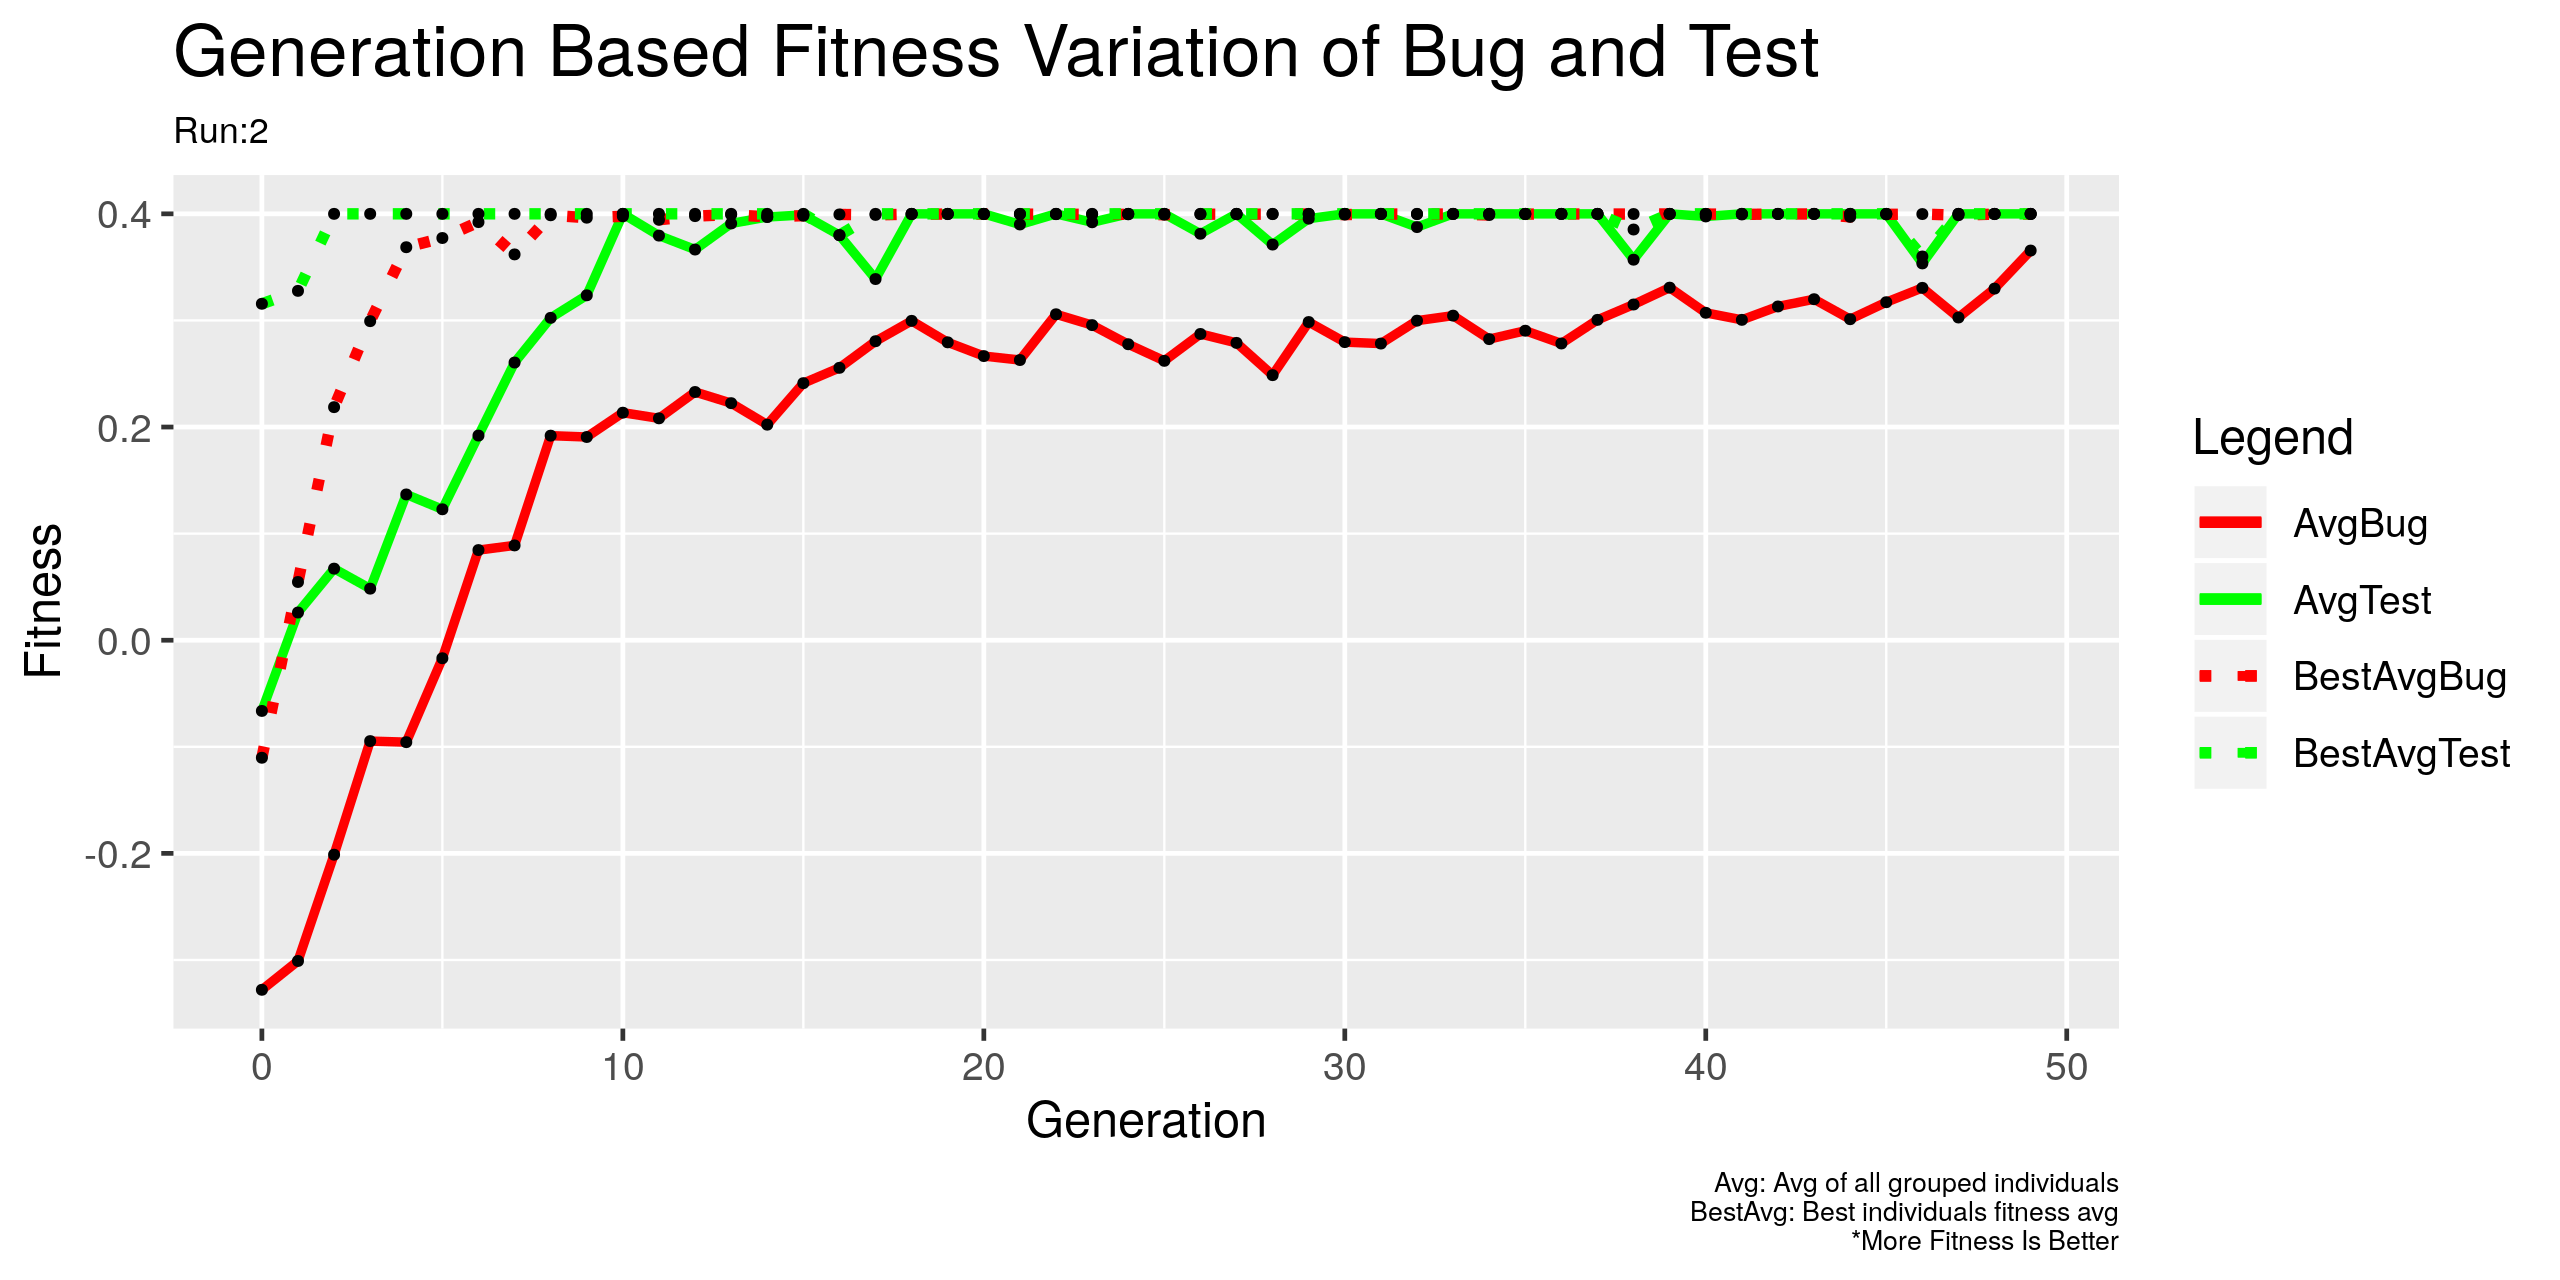 Generation Based Fitness Variation of Bug and Test
Run:2
Fitness
0.4
0.2
0.0
-0.2
0 10 20 30 40 50
Generation
Legend
AvgBug
AvgTest
BestAvgBug
BestAvgTest
Avg: Avg of all grouped individuals
BestAvg: Best individuals fitness avg
*More Fitness Is Better